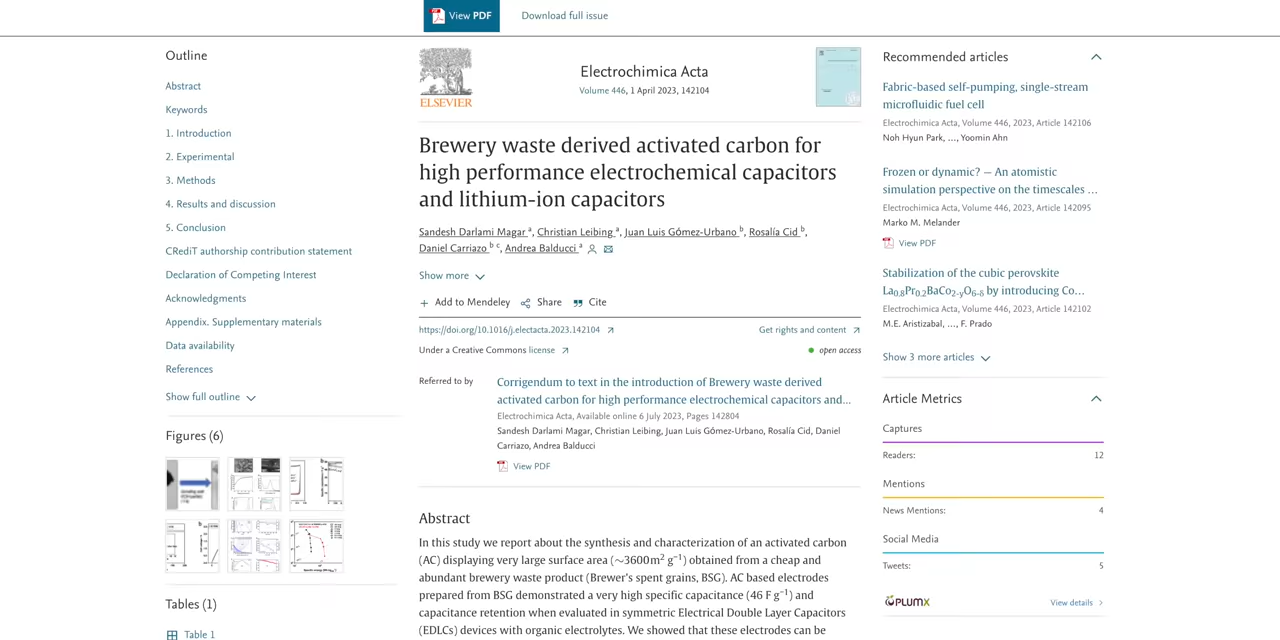 View PDF
Download full issue
Outline
Abstract
Keywords
1. Introduction
2. Experimental
3. Methods
4. Results and discussion
5. Conclusion
CRediT authorship contribution statement
Declaration of Competing Interest
Acknowledgments
Appendix. Supplementary materials
Data availability
References
Show full outline
Figures (6)
Tables (1)
Table 1
ELSEVIER
Electrochimica Acta
Volume 446, 1 April 2023, 142104
Brewery waste derived activated carbon for
high performance electrochemical capacitors
and lithium-ion capacitors
Sandesh Darlami Magar a, Christian Leibing a, Juan Luis Gómez-Urbano b, Rosalía Cid b,
Daniel Carriazo b c, Andrea Balducci a
Show more
Add to Mendeley Share Cite
https://doi.org/10.1016/j.electacta.2023.142104
Get rights and content
Under a Creative Commons license
open access
Referred to by
Corrigendum to text in the introduction of Brewery waste derived
activated carbon for high performance electrochemical capacitors and...
Electrochimica Acta, Available online 6 July 2023, Pages 142804
Sandesh Darlami Magar, Christian Leibing, Juan Luis Gómez-Urbano, Rosalía Cid, Daniel
Carriazo, Andrea Balducci
View PDF
Abstract
In this study we report about the synthesis and characterization of an activated carbon
(AC) displaying very large surface area (∼3600m² g⁻¹) obtained from a cheap and
abundant brewery waste product (Brewer's spent grains, BSG). AC based electrodes
prepared from BSG demonstrated a very high specific capacitance (46 F g⁻¹) and
capacitance retention when evaluated in symmetric Electrical Double Layer Capacitors
(EDLCs) devices with organic electrolytes. We showed that these electrodes can be
Recommended articles
Fabric-based self-pumping, single-stream
microfluidic fuel cell
Electrochimica Acta, Volume 446, 2023, Article 142106
Noh Hyun Park, ..., Yoomin Ahn
Frozen or dynamic? — An atomistic
simulation perspective on the timescales ...
Electrochimica Acta, Volume 446, 2023, Article 142095
Marko M. Melander
View PDF
Stabilization of the cubic perovskite
La0.8Pr0.2BaCo2-yO6-δ by introducing Co...
Electrochimica Acta, Volume 446, 2023, Article 142102
M.E. Aristizabal, ..., F. Prado
Show 3 more articles
Article Metrics
Captures
Readers: 12
Mentions
News Mentions: 4
Social Media
Tweets: 5
PLUMX
View details